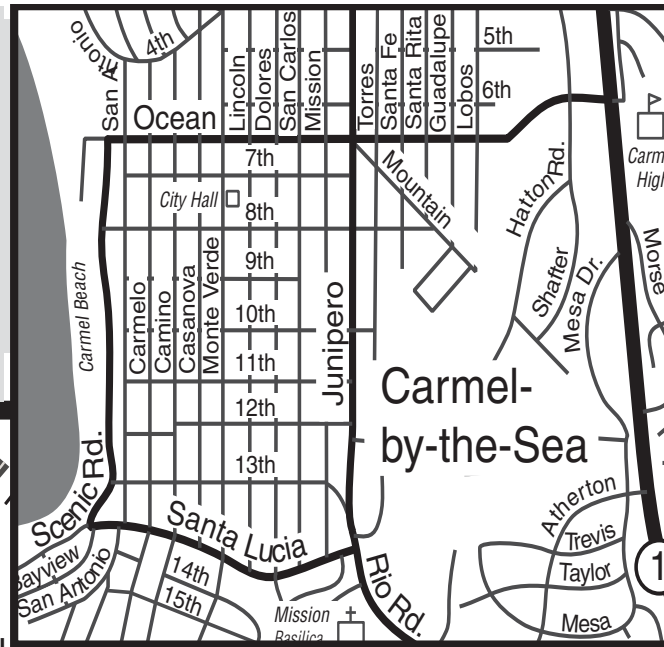 San Antonio
4th
Lincoln
Dolores
San Carlos
Mission
Torres
Santa Fe
Santa Rita
Guadalupe
Lobos
5th
6th
Ocean
7th
Mountain
Hatton Rd.
Carm
High
City Hall
8th
Carmel Beach
9th
Carmelo
Camino
Casanova
Monte Verde
10th
Junipero
Shafter
Mesa Dr.
Morse
11th
Carmel-
by-the-Sea
12th
13th
Scenic Rd.
Santa Lucia
Atherton
Trevis
Taylor
1
Bayview
San Antonio
14th
15th
Rio Rd.
Mesa
Mission
Basilica